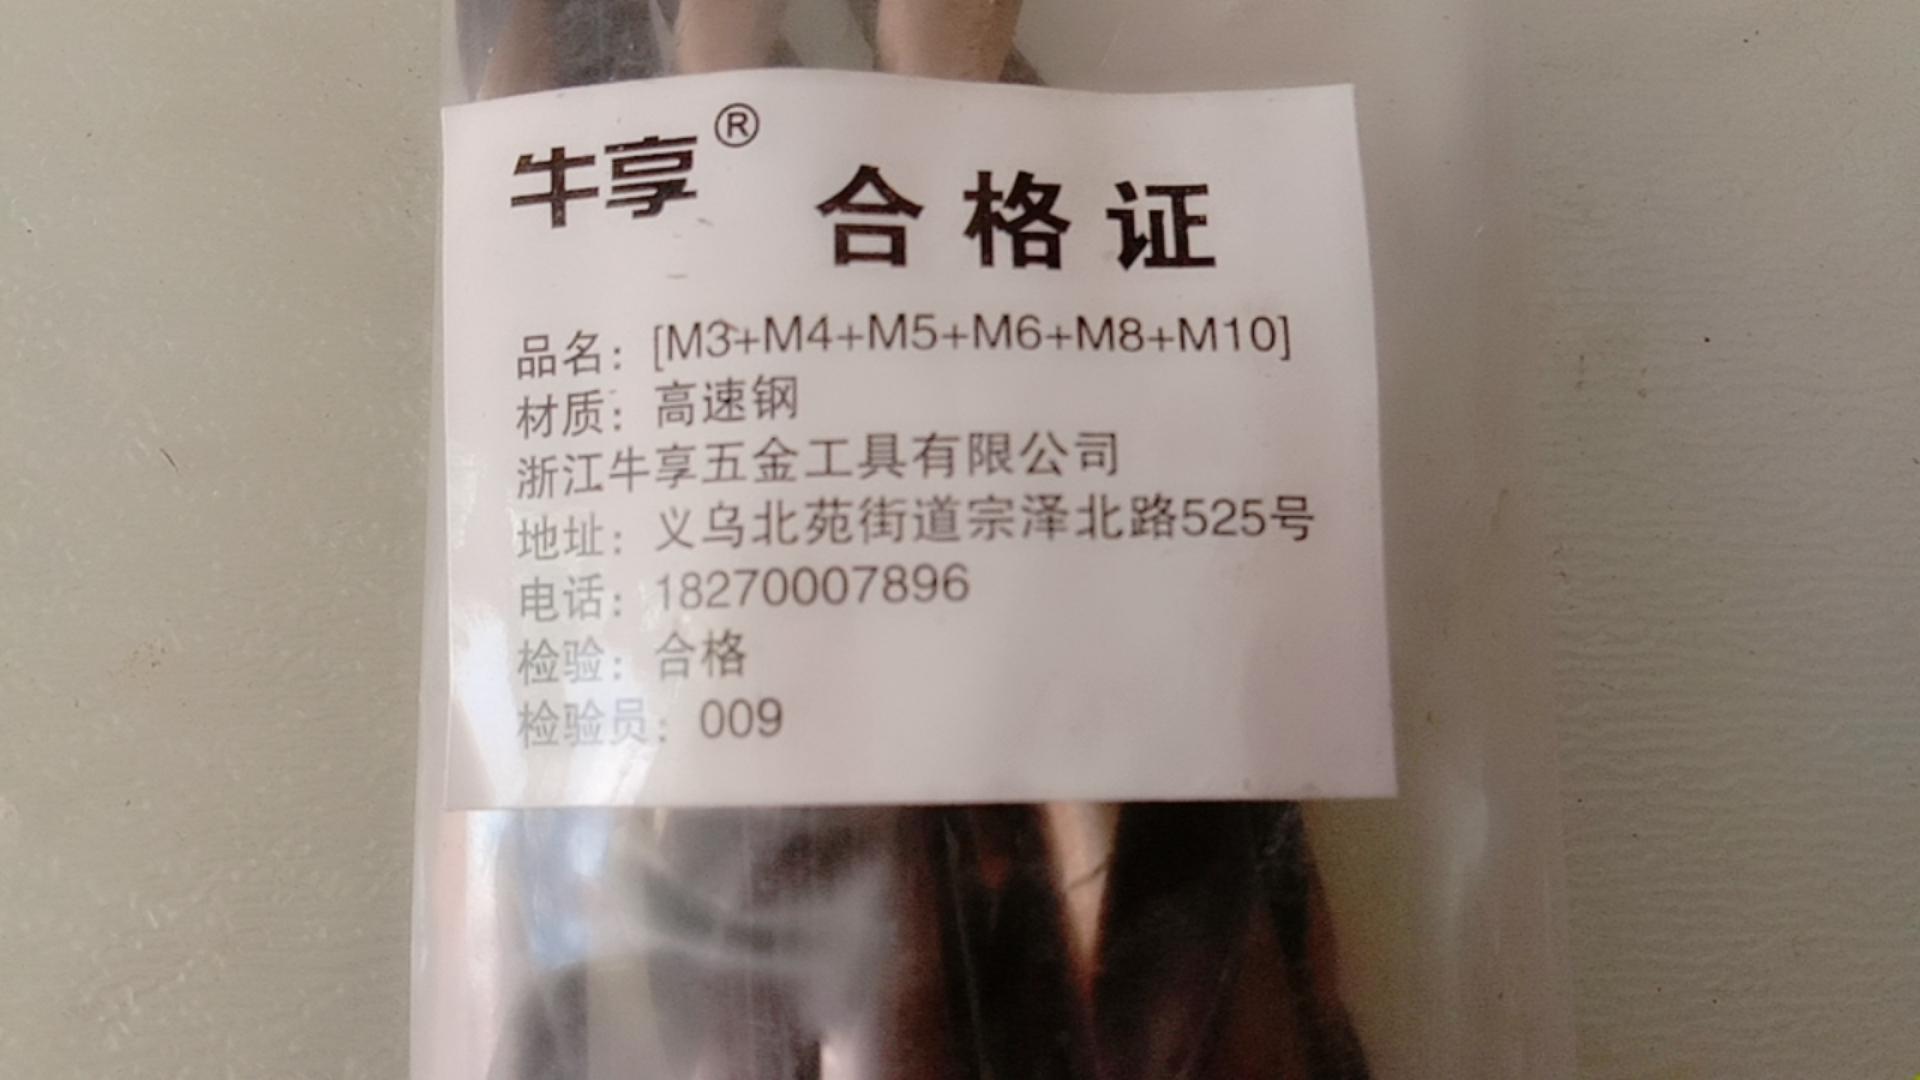 牛享®
合格证
品名：[M3+M4+M5+M6+M8+M10]
材质：高速钢
浙江牛享五金工具有限公司
地址：义乌北苑街道宗泽北路525号
电话：18270007896
检验：合格
检验员：009